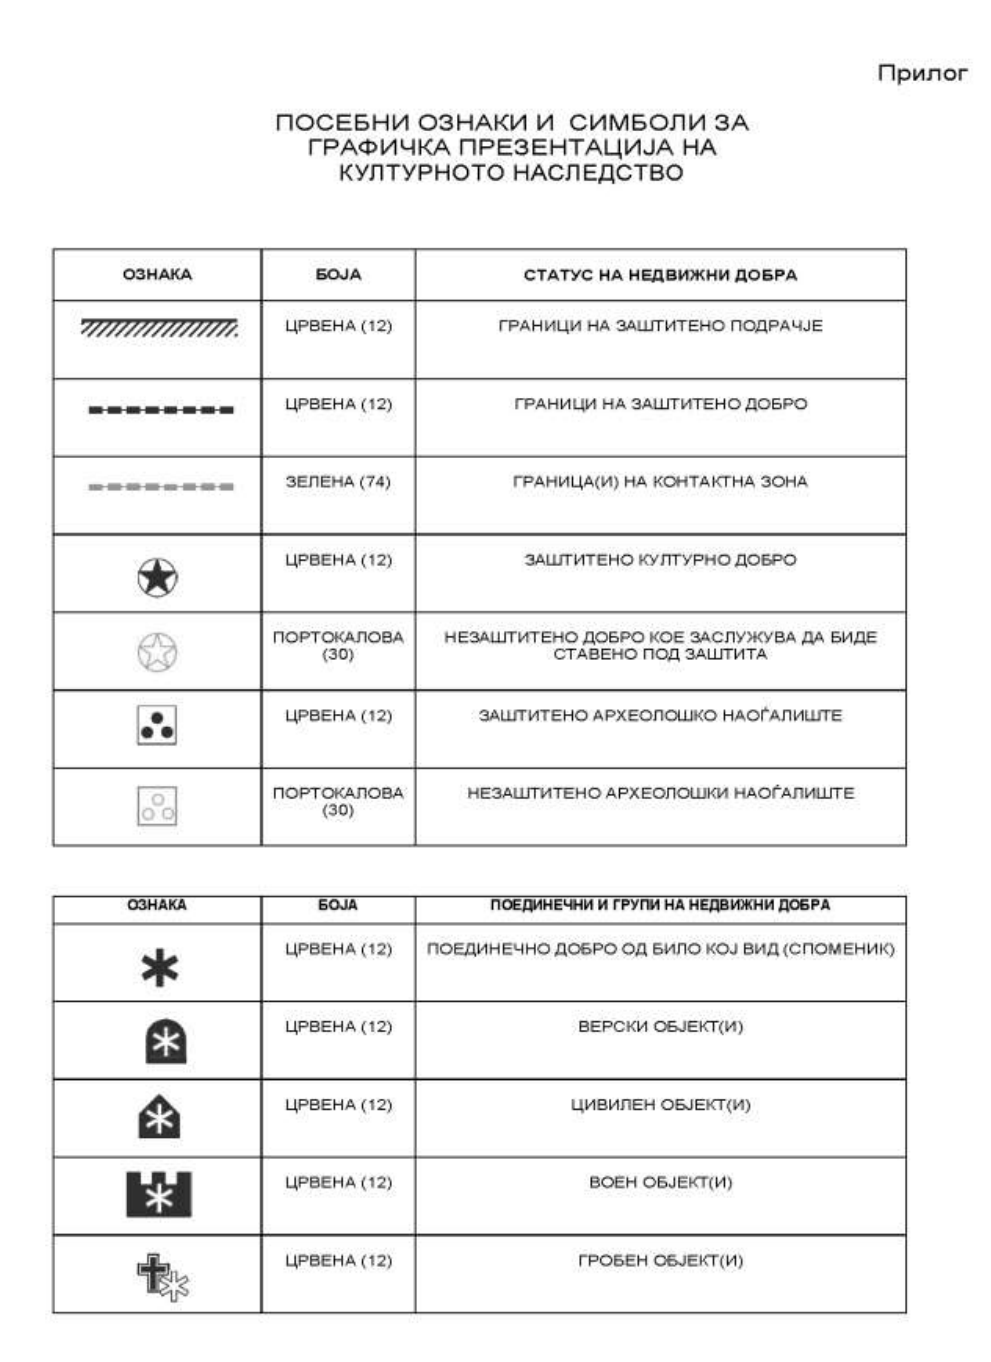 Прилог
ПОСЕБНИ ОЗНАКИ И СИМБОЛИ ЗА
ГРАФИЧКА ПРЕЗЕНТАЦИЈА НА
КУЛТУРНОТО НАСЛЕДСТВО
ОЗНАКА БОЈА СТАТУС НА НЕДВИЖНИ ДОБРА
ЦРВЕНА (12) ГРАНИЦИ НА ЗАШТИТЕНО ПОДРАЧЈЕ
ЦРВЕНА (12) ГРАНИЦИ НА ЗАШТИТЕНО ДОБРО
ЗЕЛЕНА (74) ГРАНИЦА(И) НА КОНТАКТНА ЗОНА
ЦРВЕНА (12) ЗАШТИТЕНО КУЛТУРНО ДОБРО
ПОРТОКАЛОВА НЕЗАШТИТЕНО ДОБРО КОЕ ЗАСЛУЖУВА ДА БИДЕ
(30) СТАВЕНО ПОД ЗАШТИТА
ЦРВЕНА (12) ЗАШТИТЕНО АРХЕОЛОШКО НАОЃАЛИШТЕ
ПОРТОКАЛОВА НЕЗАШТИТЕНО АРХЕОЛОШКИ НАОЃАЛИШТЕ
(30)
ОЗНАКА БОЈА ПОЕДИНЕЧНИ И ГРУПИ НА НЕДВИЖНИ ДОБРА
ЦРВЕНА (12) ПОЕДИНЕЧНО ДОБРО ОД БИЛО КОЈ ВИД (СПОМЕНИК)
ЦРВЕНА (12) ВЕРСКИ ОБЈЕКТ(И)
ЦРВЕНА (12) ЦИВИЛЕН ОБЈЕКТ(И)
ЦРВЕНА (12) ВОЕН ОБЈЕКТ(И)
ЦРВЕНА (12) ГРОБЕН ОБЈЕКТ(И)